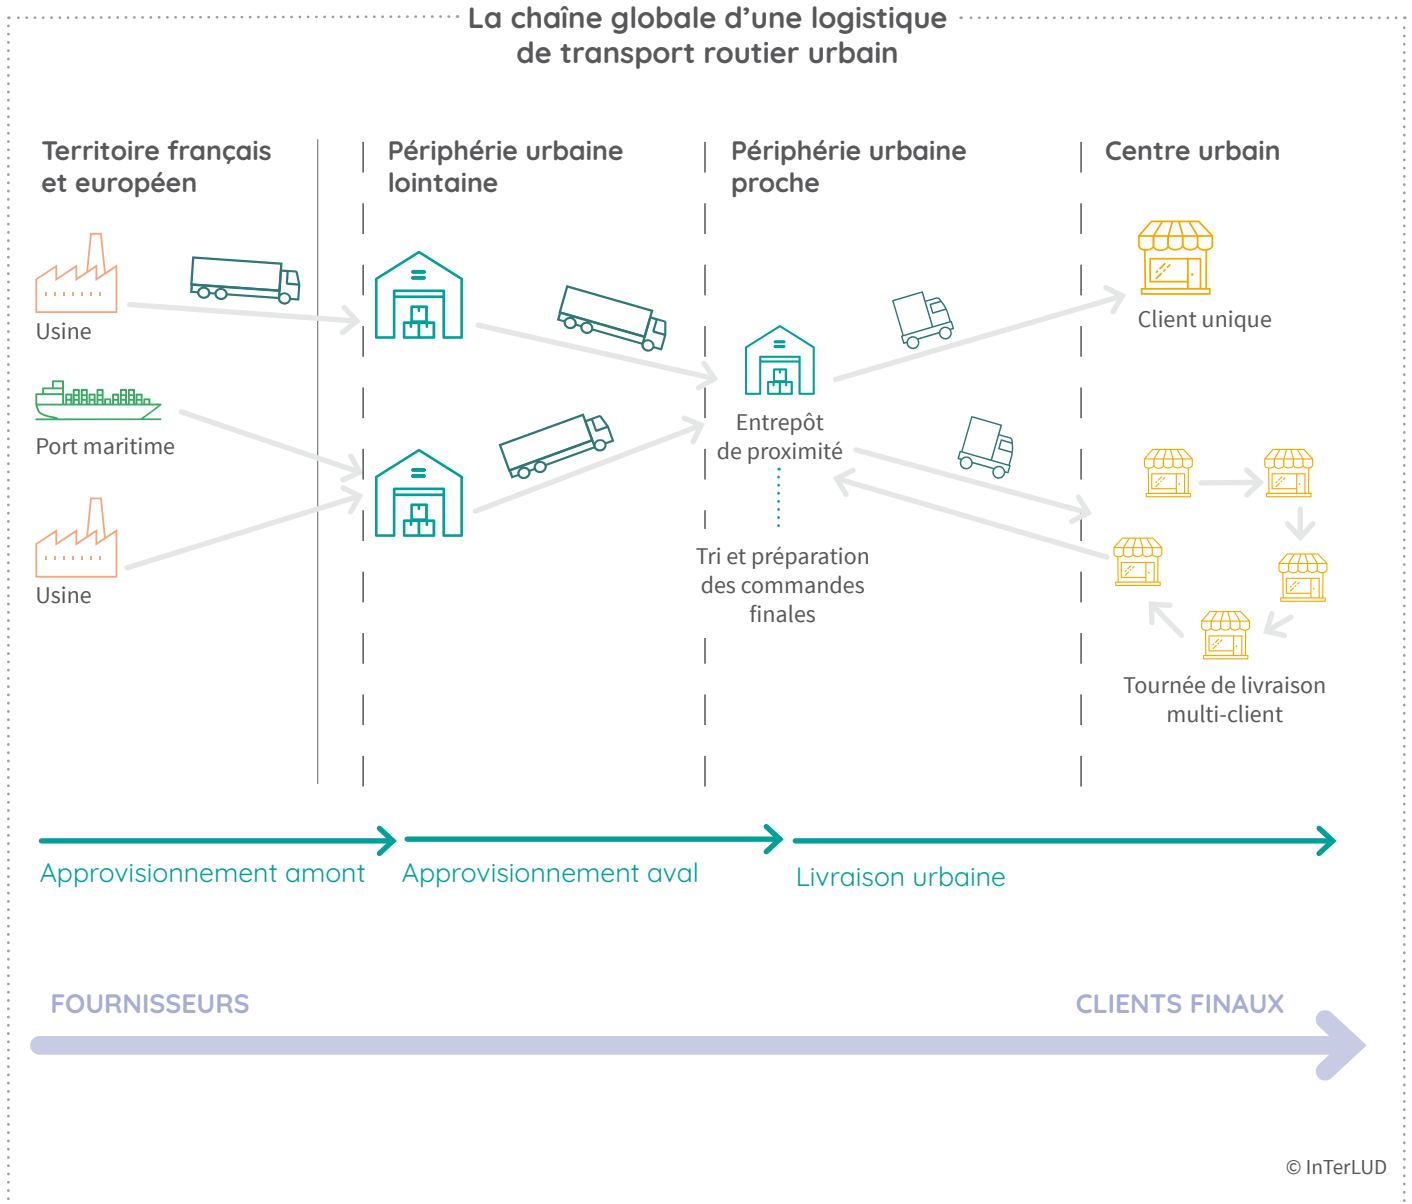 La chaîne globale d’une logistique
de transport routier urbain
Territoire français
et européen
Périphérie urbaine
lointaine
Périphérie urbaine
proche
Centre urbain
Usine
Port maritime
Usine
Entrepôt
de proximité
Tri et préparation
des commandes
finales
Client unique
Tournée de livraison
multi-client
Approvisionnement amont
Approvisionnement aval
Livraison urbaine
FOURNISSEURS
CLIENTS FINAUX
© InTerLUD